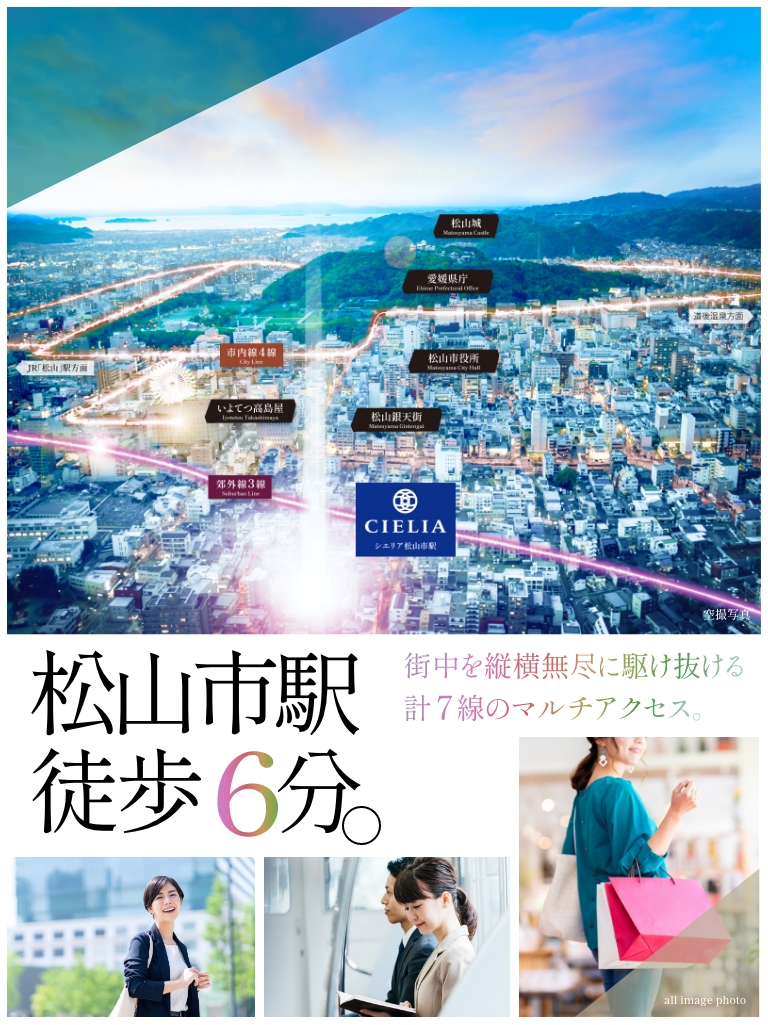 松山城
Matsuyama Castle
愛媛県庁
Ehime Prefectural Office
道後温泉方面
市内線4線
City Line
松山市役所
Matsuyama City Hall
JR「松山」駅方面
いよてつ高島屋
Iyotetsu Takashimaya
松山銀天街
Matsuyama Gintengai
郊外線3線
Suburban Line
CIELIA
シエリア松山市駅
空撮写真
松山市駅
徒歩6分。
街中を縦横無尽に駆け抜ける
計7線のマルチアクセス。
all image photo